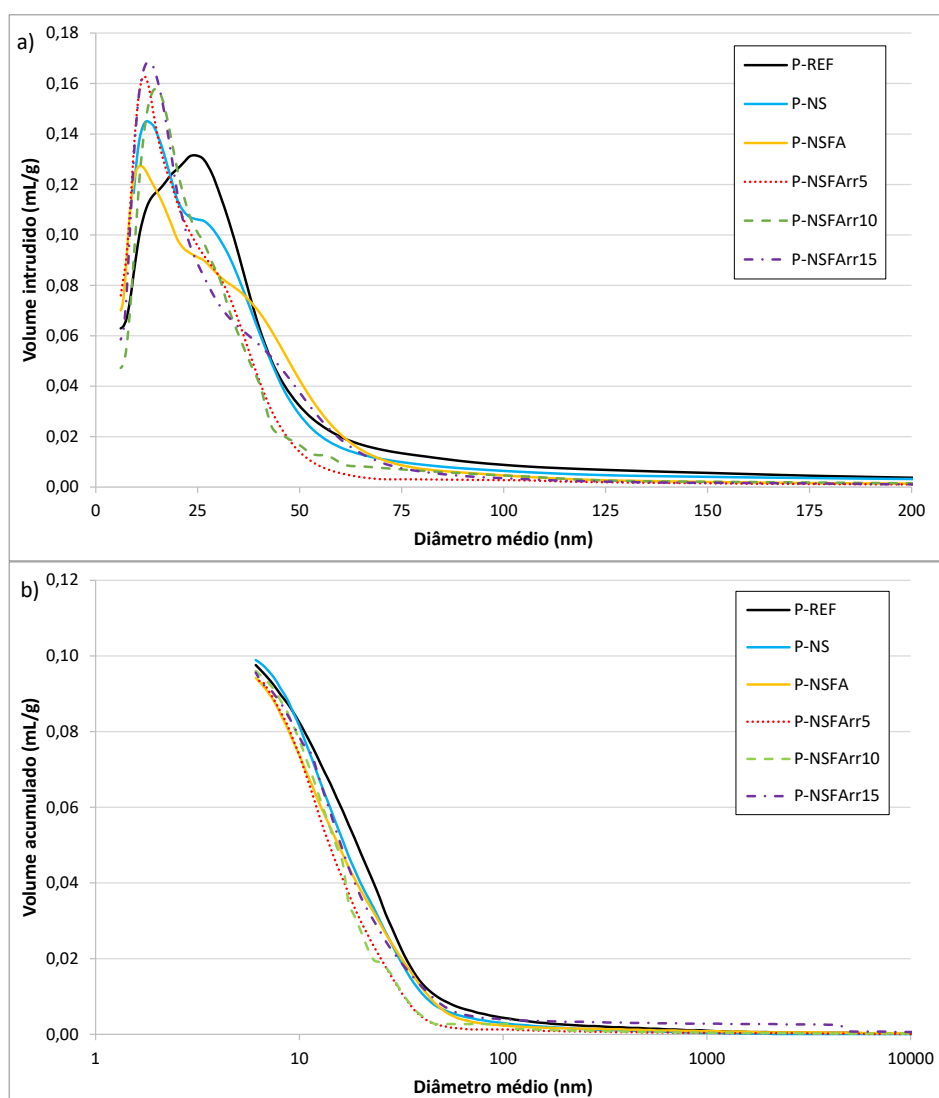 a)
0,18
0,16
0,14
0,12
0,10
0,08
0,06
0,04
0,02
0,00
Volume intrudido (mL/g)
P-REF
P-NS
P-NSFA
P-NSFArr5
P-NSFArr10
P-NSFArr15
0 25 50 75 100 125 150 175 200
Diâmetro médio (nm)
b)
0,12
0,10
0,08
0,06
0,04
0,02
0,00
Volume acumulado (mL/g)
P-REF
P-NS
P-NSFA
P-NSFArr5
P-NSFArr10
P-NSFArr15
1 10 100 1000 10000
Diâmetro médio (nm)